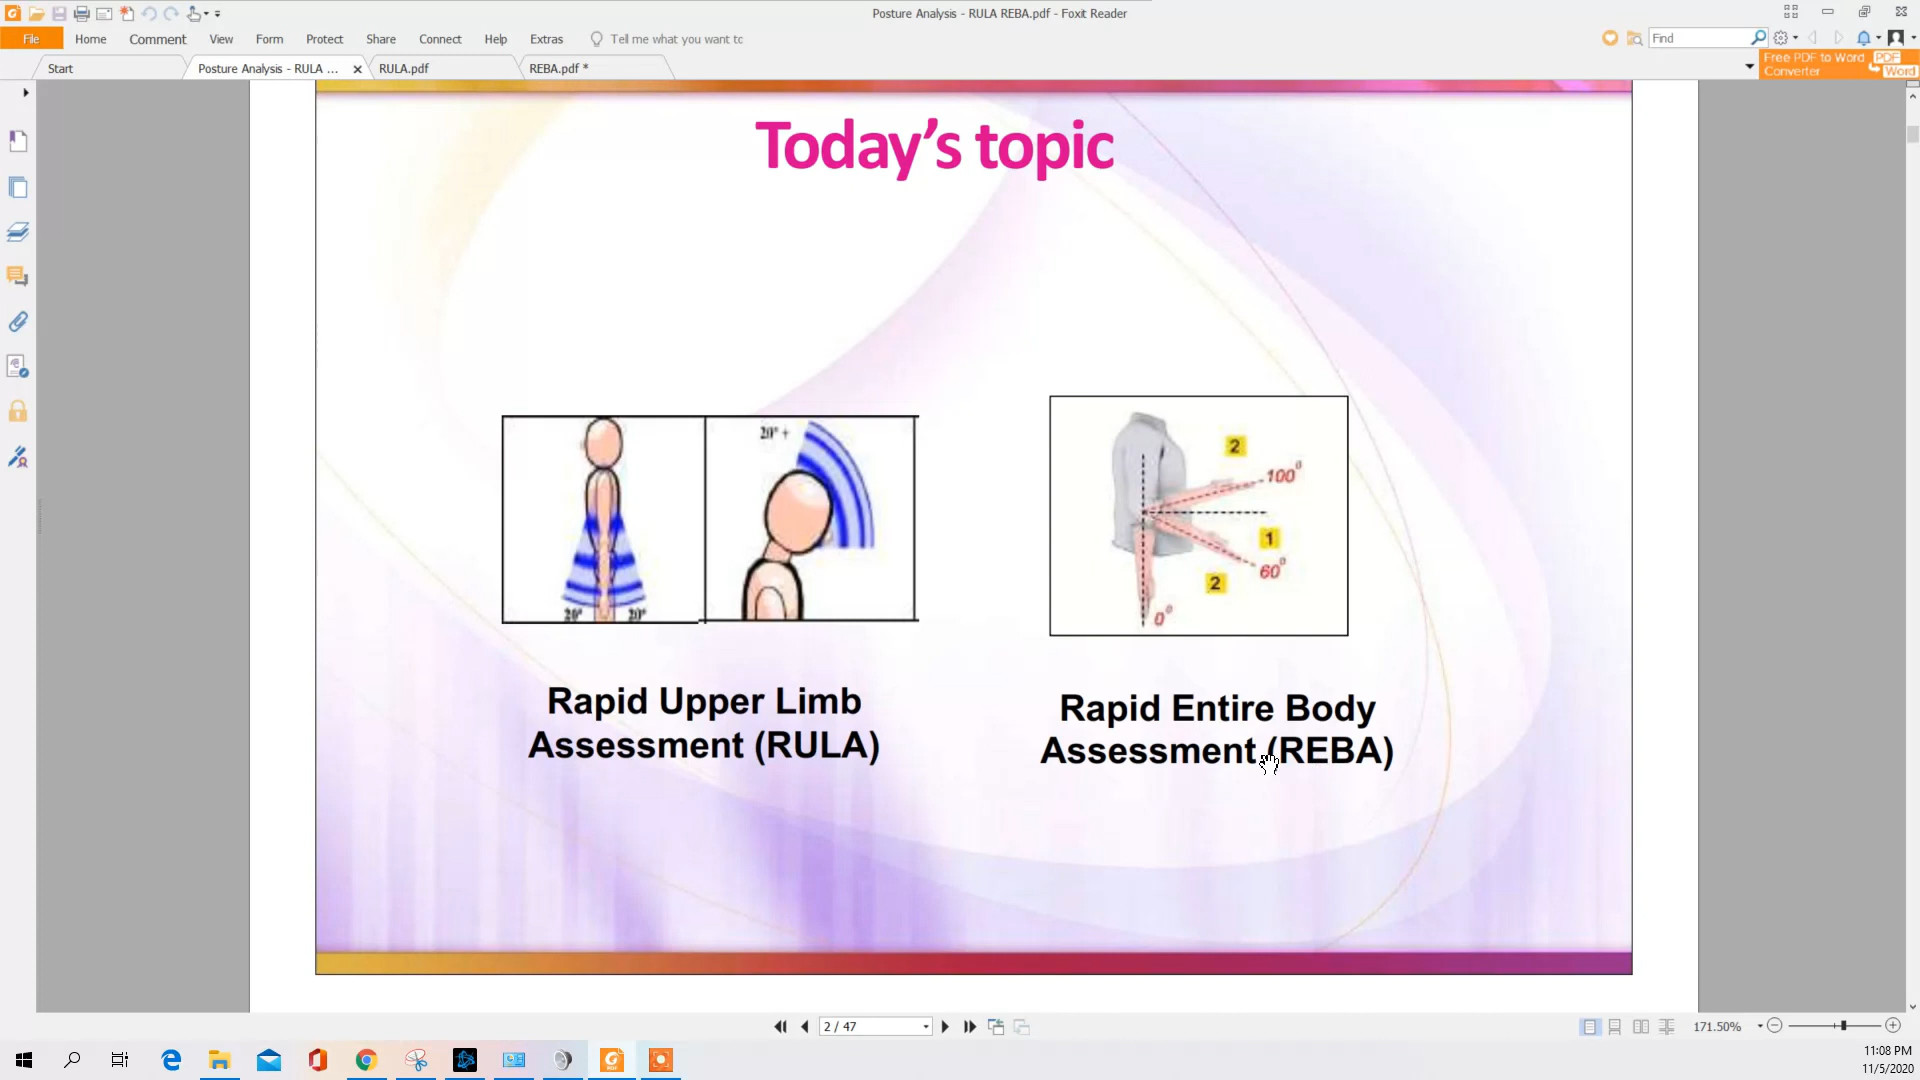 Posture Analysis - RULA REBA.pdf - Foxit Reader
File Home Comment View Form Protect Share Connect Help Extras Tell me what you want to Find
Start Posture Analysis - RULA ... RULA.pdf REBA.pdf *
Free PDF to Word Converter
PDF
Word
Today's topic
20° +
20° 20°
2
100°
1
60°
2
0°
Rapid Upper Limb
Assessment (RULA)
Rapid Entire Body
Assessment (REBA)
2 / 47
171.50%
11:08 PM
11/5/2020